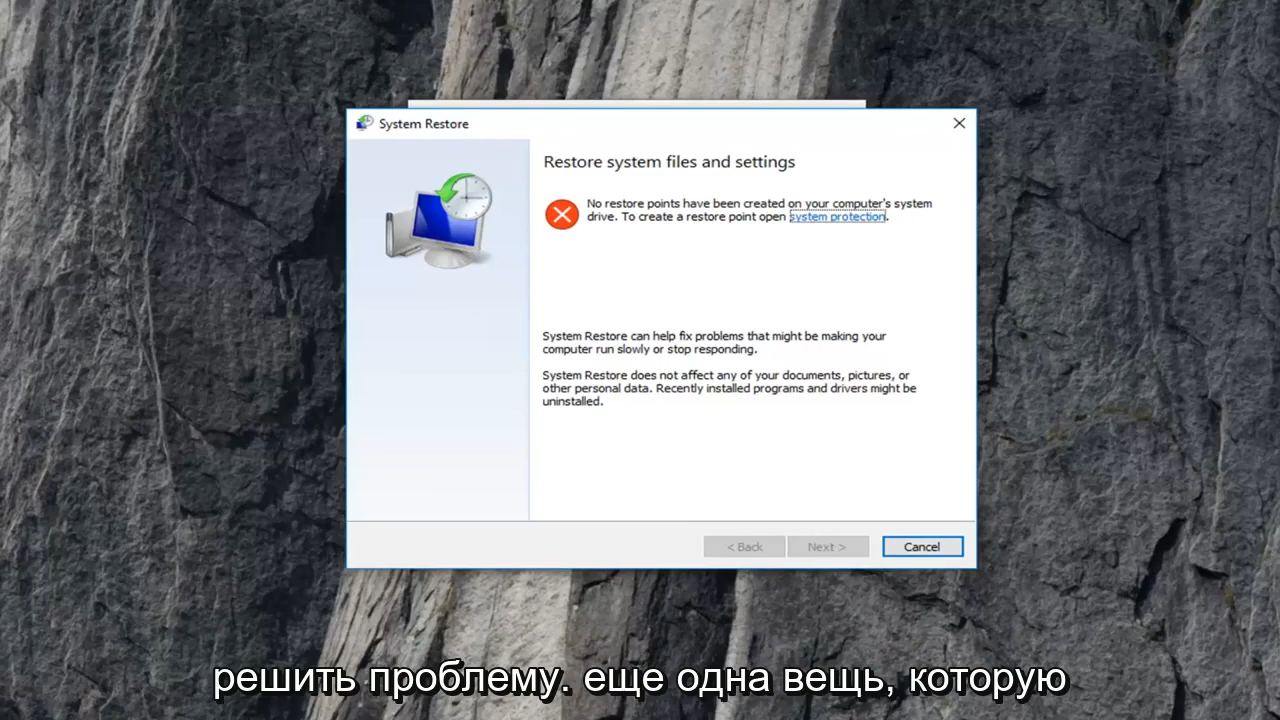 System Restore
Restore system files and settings
No restore points have been created on your computer's system
drive. To create a restore point open system protection.
System Restore can help fix problems that might be making your
computer run slowly or stop responding.
System Restore does not affect any of your documents, pictures, or
other personal data. Recently installed programs and drivers might be
uninstalled.
< Back Next > Cancel
решить проблему. еще одна вещь, которую